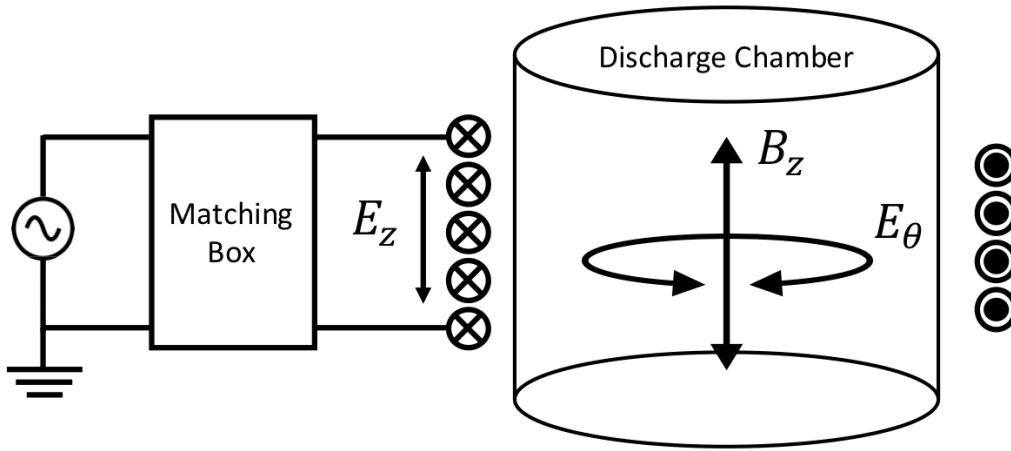 Discharge Chamber
B_z
Matching
Box
E_z
E_θ